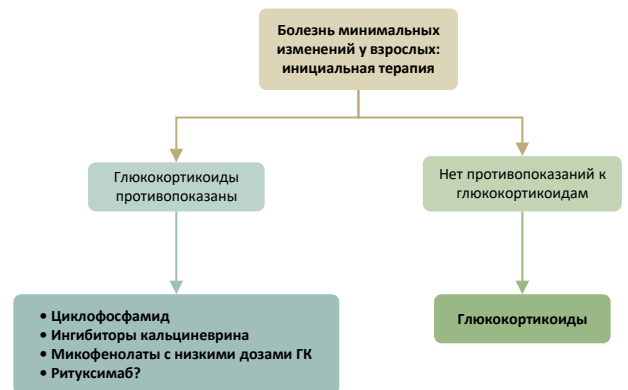 Болезнь минимальных
изменений у взрослых:
инициальная терапия
Глюкокортикоиды
противопоказаны
Нет противопоказаний к
глюкокортикоидам
• Циклофосфамид
• Ингибиторы кальциневрина
• Микофенолаты с низкими дозами ГК
• Ритуксимаб?
Глюкокортикоиды